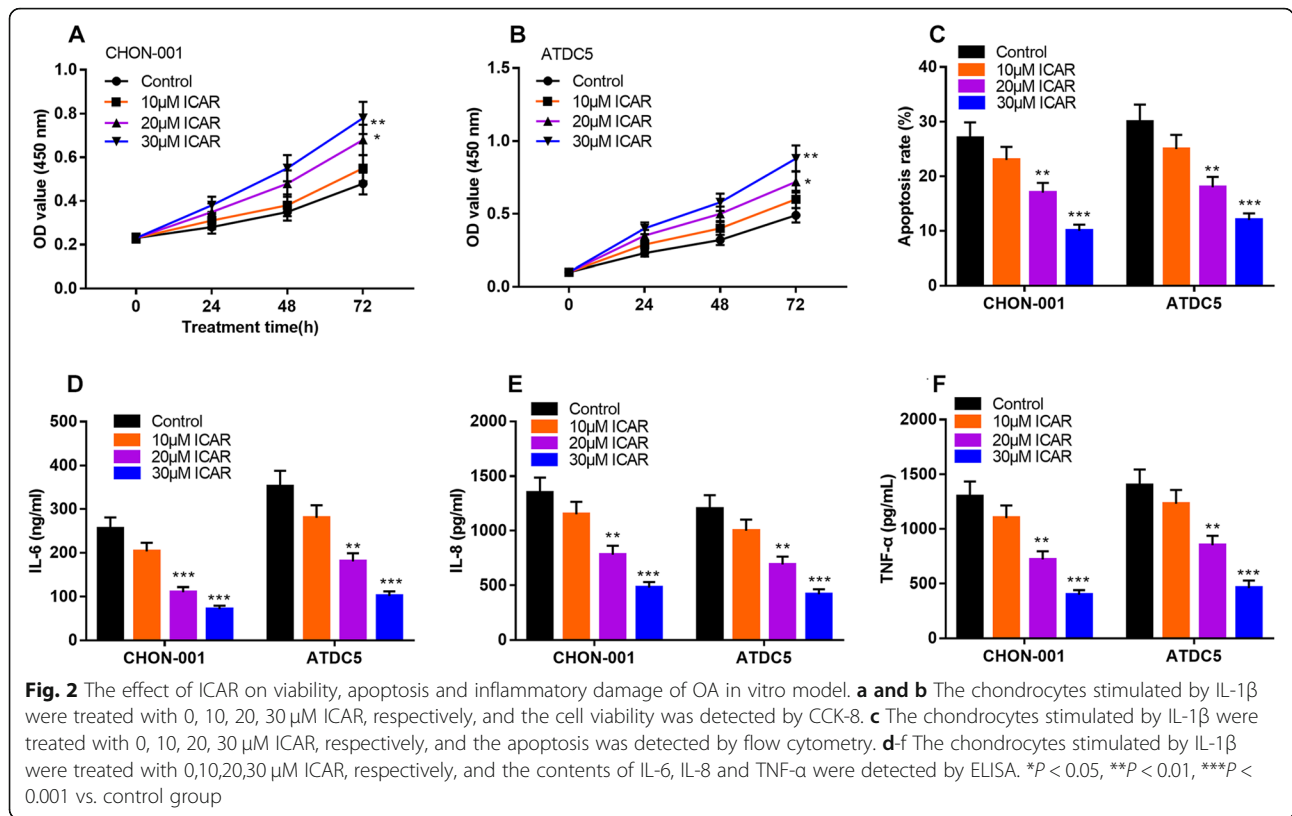 A
CHON-001
Control
10μM ICAR
20μM ICAR
30μM ICAR
OD value (450 nm)
1.0
0.8
0.6
0.4
0.2
0.0
**
*
0 24 48 72
Treatment time(h)
B
ATDC5
Control
10μM ICAR
20μM ICAR
30μM ICAR
OD value (450 nm)
1.5
1.0
0.5
0.0
**
*
0 24 48 72
C
Control
10μM ICAR
20μM ICAR
30μM ICAR
Apoptosis rate (%)
40
30
20
10
0
** *** ** ***
CHON-001 ATDC5
D
Control
10μM ICAR
20μM ICAR
30μM ICAR
IL-6 (ng/ml)
500
400
300
200
100
0
*** *** ** ***
CHON-001 ATDC5
E
Control
10μM ICAR
20μM ICAR
30μM ICAR
IL-8 (pg/ml)
2000
1500
1000
500
0
** *** ** ***
CHON-001 ATDC5
F
Control
10μM ICAR
20μM ICAR
30μM ICAR
TNF-α (pg/mL)
2000
1500
1000
500
0
** *** ** ***
CHON-001 ATDC5
Fig. 2 The effect of ICAR on viability, apoptosis and inflammatory damage of OA in vitro model. a and b The chondrocytes stimulated by IL-1β
were treated with 0, 10, 20, 30 μM ICAR, respectively, and the cell viability was detected by CCK-8. c The chondrocytes stimulated by IL-1β were
treated with 0, 10, 20, 30 μM ICAR, respectively, and the apoptosis was detected by flow cytometry. d-f The chondrocytes stimulated by IL-1β
were treated with 0,10,20,30 μM ICAR, respectively, and the contents of IL-6, IL-8 and TNF-α were detected by ELISA. *P < 0.05, **P < 0.01, ***P <
0.001 vs. control group